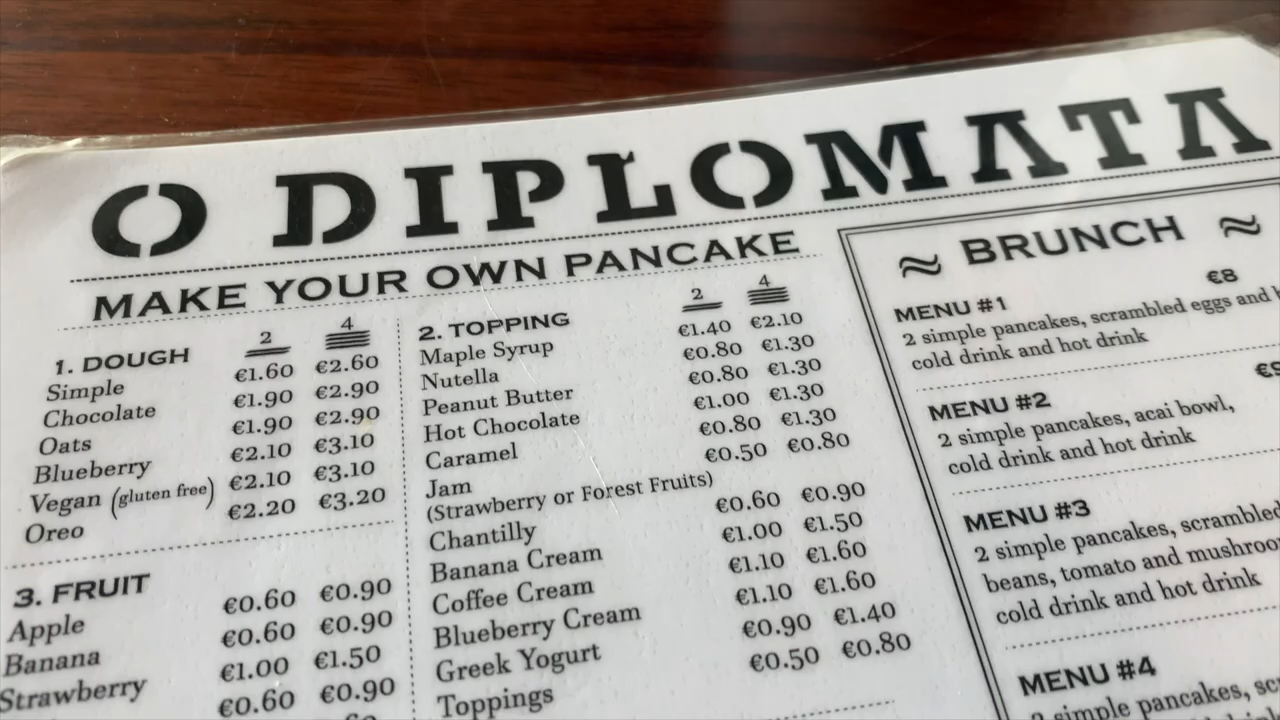 O DIPLOMATA
MAKE YOUR OWN PANCAKE
2 4
1. DOUGH
Simple €1.60 €2.60
Chocolate €1.90 €2.90
Oats €1.90 €2.90
Blueberry €2.10 €3.10
Vegan (gluten free) €2.10 €3.10
Oreo €2.20 €3.20
3. FRUIT
Apple €0.60 €0.90
Banana €0.60 €0.90
Strawberry €1.00 €1.50
€0.60 €0.90
2 4
2. TOPPING
Maple Syrup €1.40 €2.10
Nutella €0.80 €1.30
Peanut Butter €0.80 €1.30
Hot Chocolate €1.00 €1.30
Caramel €0.80 €1.30
Jam €0.50 €0.80
(Strawberry or Forest Fruits)
Chantilly €0.60 €0.90
Banana Cream €1.00 €1.50
Coffee Cream €1.10 €1.60
Blueberry Cream €1.10 €1.60
Greek Yogurt €0.90 €1.40
Toppings €0.50 €0.80
≈ BRUNCH ≈
MENU #1 €8
2 simple pancakes, scrambled eggs and
cold drink and hot drink
MENU #2
2 simple pancakes, acai bowl,
cold drink and hot drink
MENU #3
2 simple pancakes, scrambled
beans, tomato and
cold drink and hot drink
MENU #4
2 simple pancakes,